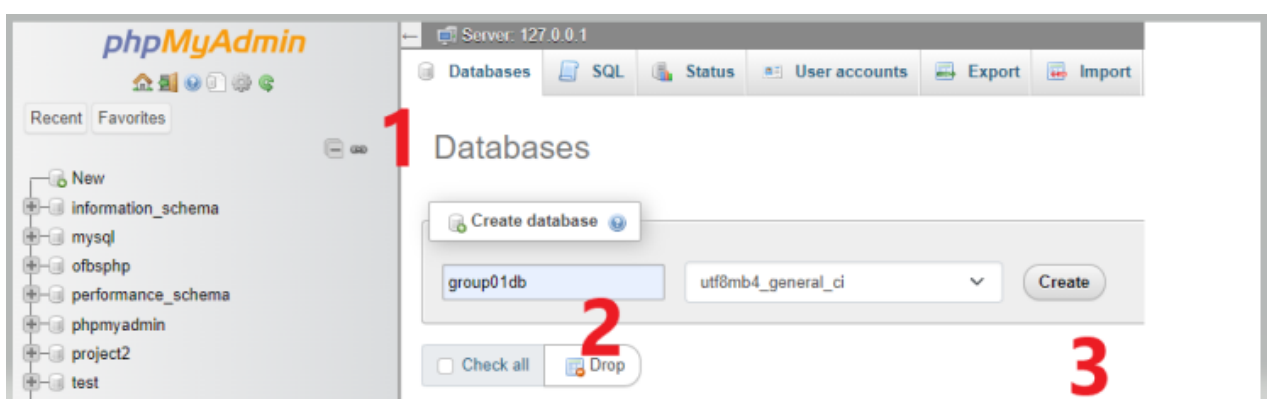 phpMyAdmin
Recent Favorites
New
information_schema
mysql
ofbsphp
performance_schema
phpmyadmin
project2
test
Server: 127.0.0.1
Databases SQL Status User accounts Export Import
1
Databases
Create database
group01db utf8mb4_general_ci Create
2
Check all Drop
3